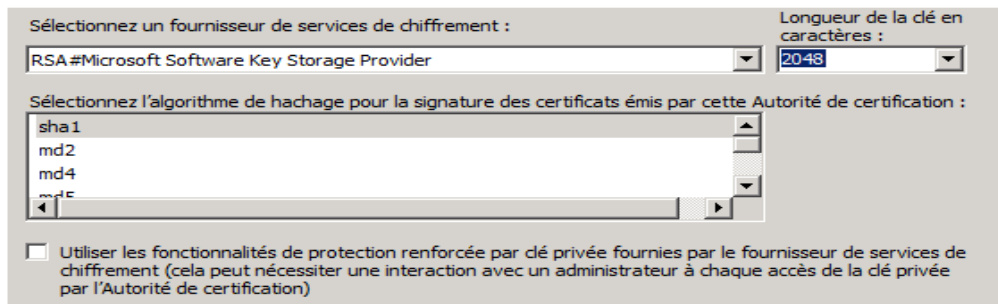 Sélectionnez un fournisseur de services de chiffrement :
Longueur de la clé en
caractères :
RSA#Microsoft Software Key Storage Provider
2048
Sélectionnez l'algorithme de hachage pour la signature des certificats émis par cette Autorité de certification :
sha1
md2
md4
md5
Utiliser les fonctionnalités de protection renforcée par clé privée fournies par le fournisseur de services de
chiffrement (cela peut nécessiter une interaction avec un administrateur à chaque accès de la clé privée
par l'Autorité de certification)